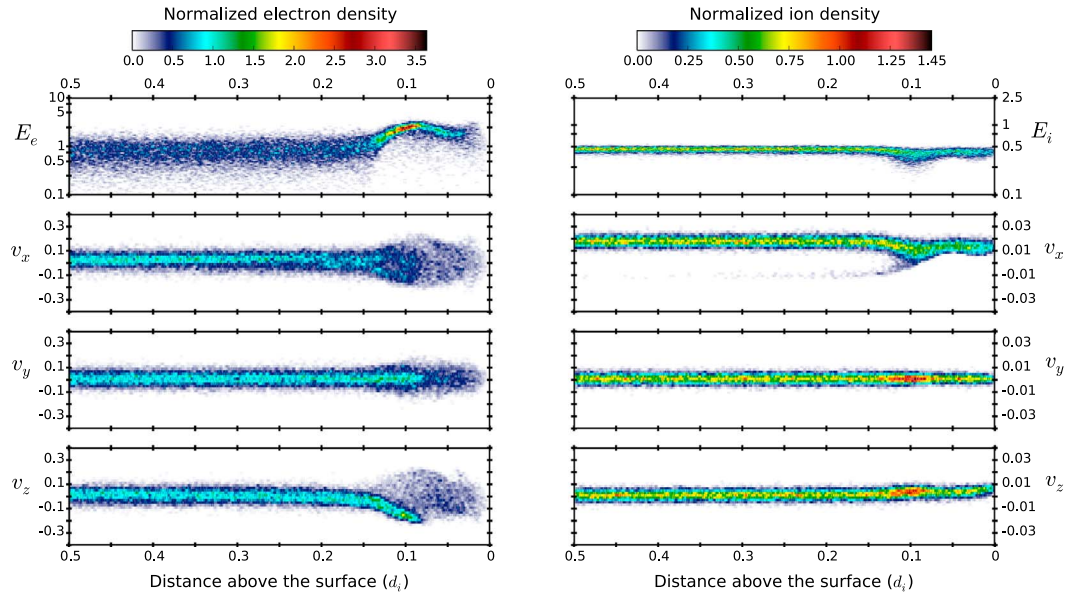 Normalized electron density
Normalized ion density
0.0 0.5 1.0 1.5 2.0 2.5 3.0 3.5
0.00 0.25 0.50 0.75 1.00 1.25 1.45
0.5 0.4 0.3 0.2 0.1 0
0.5 0.4 0.3 0.2 0.1 0
E_e
10
5
1
0.5
0.1
2.5
1
0.5
0.1
E_i
v_x
0.3
0.1
-0.1
-0.3
0.03
0.01
-0.01
-0.03
v_x
v_y
0.3
0.1
-0.1
-0.3
0.03
0.01
-0.01
-0.03
v_y
v_z
0.3
0.1
-0.1
-0.3
0.03
0.01
-0.01
-0.03
v_z
0.5 0.4 0.3 0.2 0.1 0
0.5 0.4 0.3 0.2 0.1 0
Distance above the surface (d_i)
Distance above the surface (d_i)